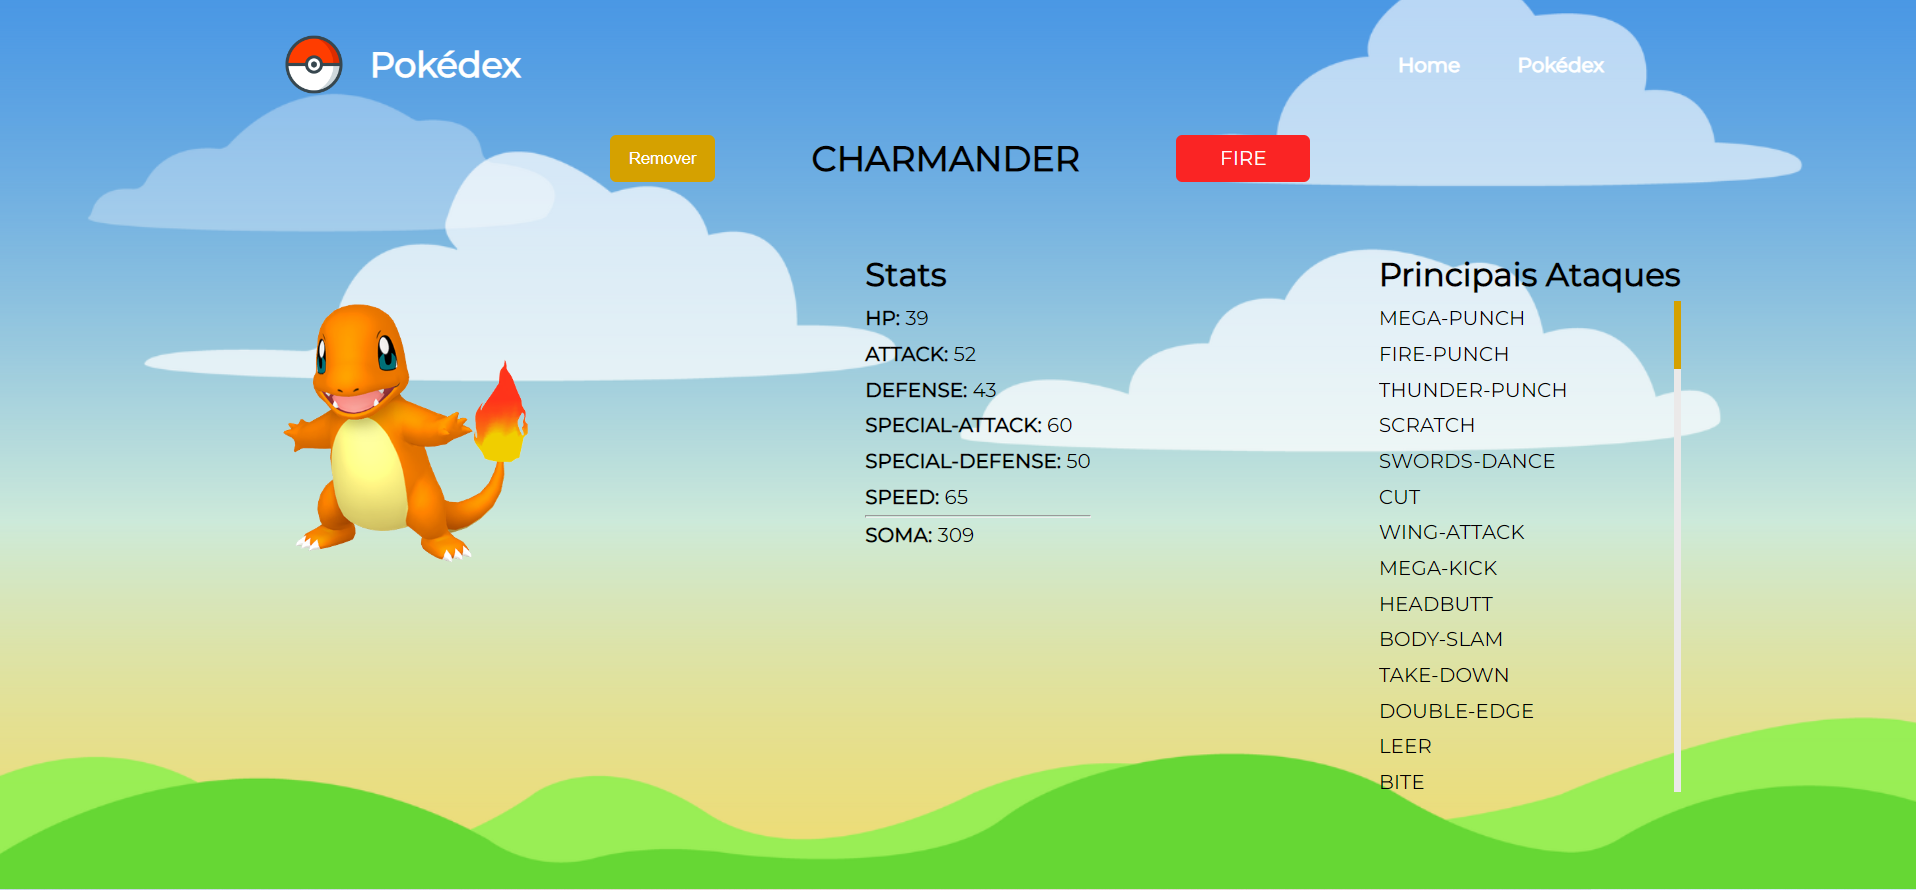 Pokédex
Home
Pokédex
Remover
CHARMANDER
FIRE
Stats
HP: 39
ATTACK: 52
DEFENSE: 43
SPECIAL-ATTACK: 60
SPECIAL-DEFENSE: 50
SPEED: 65
SOMA: 309
Principais Ataques
MEGA-PUNCH
FIRE-PUNCH
THUNDER-PUNCH
SCRATCH
SWORDS-DANCE
CUT
WING-ATTACK
MEGA-KICK
HEADBUTT
BODY-SLAM
TAKE-DOWN
DOUBLE-EDGE
LEER
BITE